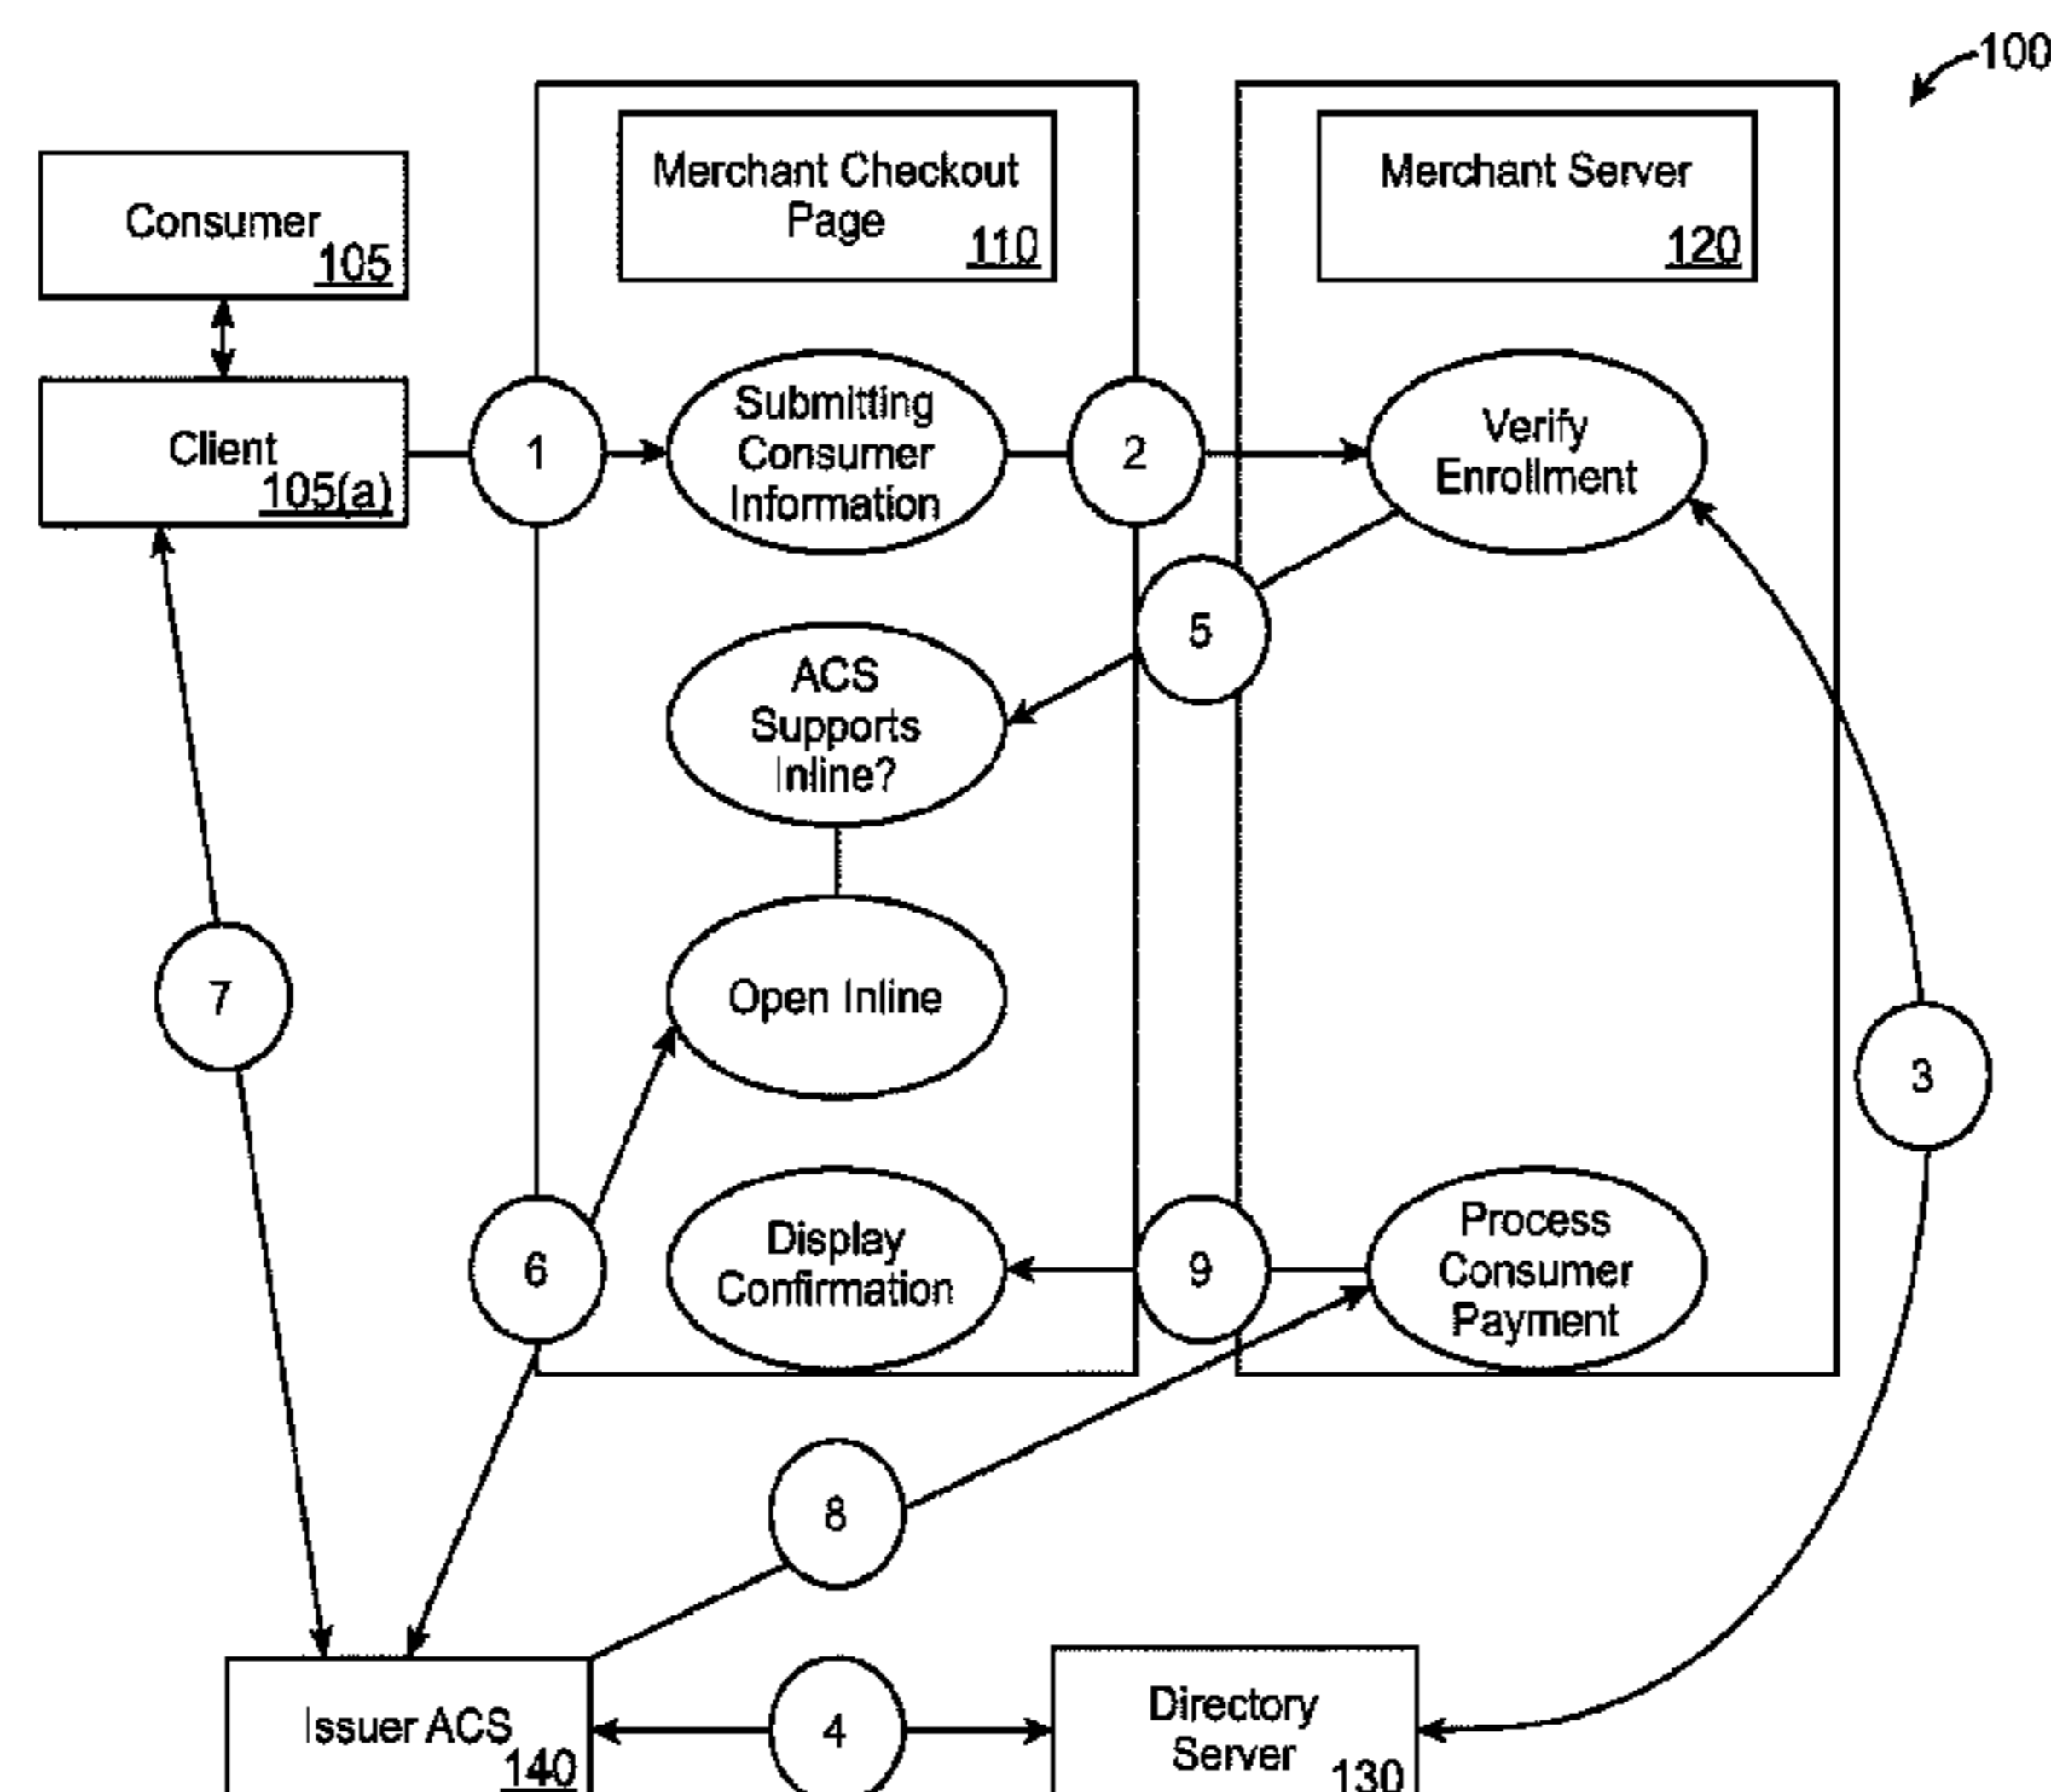 100
Consumer
105
Merchant Checkout
Page
110
Merchant Server
120
Client
105(a)
1
Submitting
Consumer
Information
2
Verify
Enrollment
5
ACS
Supports
Inline?
7
Open Inline
3
6
Display
Confirmation
9
Process
Consumer
Payment
8
Issuer ACS
140
4
Directory
Server
130